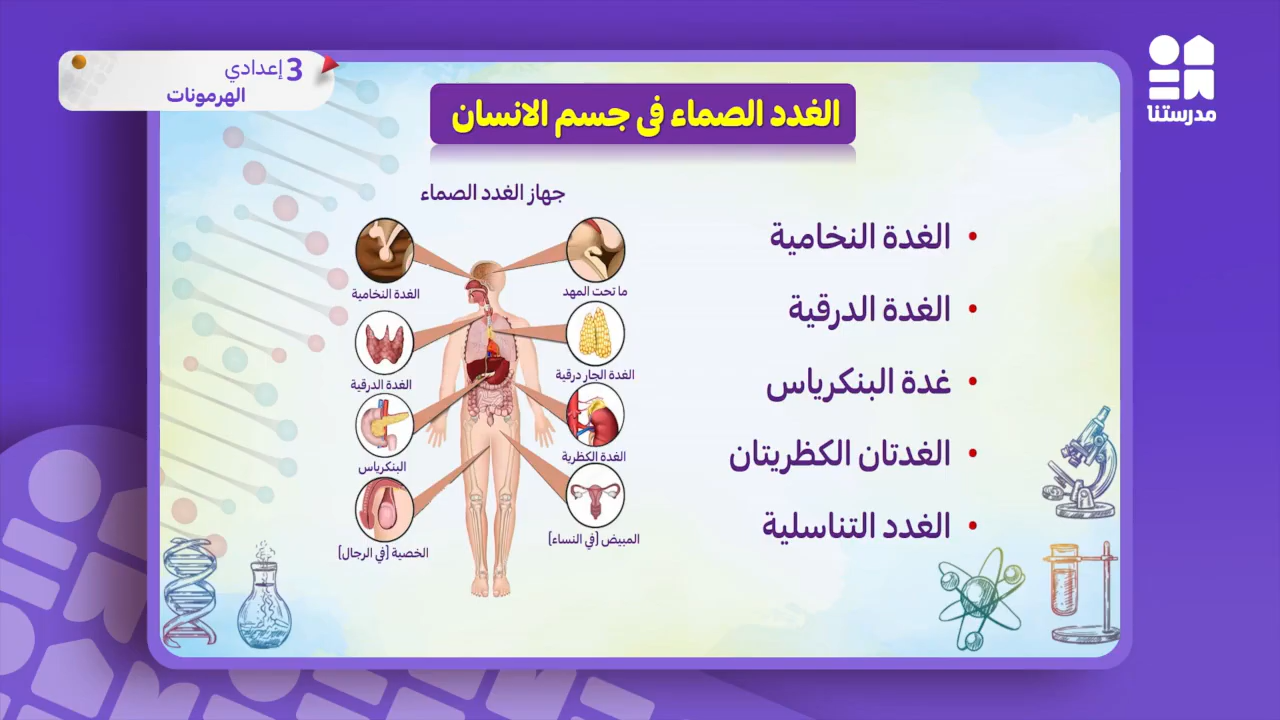 3 إعدادي
الهرمونات
مدرستنا
الغدد الصماء فى جسم الانسان
• الغدة النخامية
• الغدة الدرقية
• غدة البنكرياس
• الغدتان الكظريتان
• الغدد التناسلية
جهاز الغدد الصماء
ما تحت المهد
الغدة النخامية
الغدة الجار درقية
الغدة الدرقية
الغدة الكظرية
البنكرياس
المبيض (في النساء)
الخصية (في الرجال)